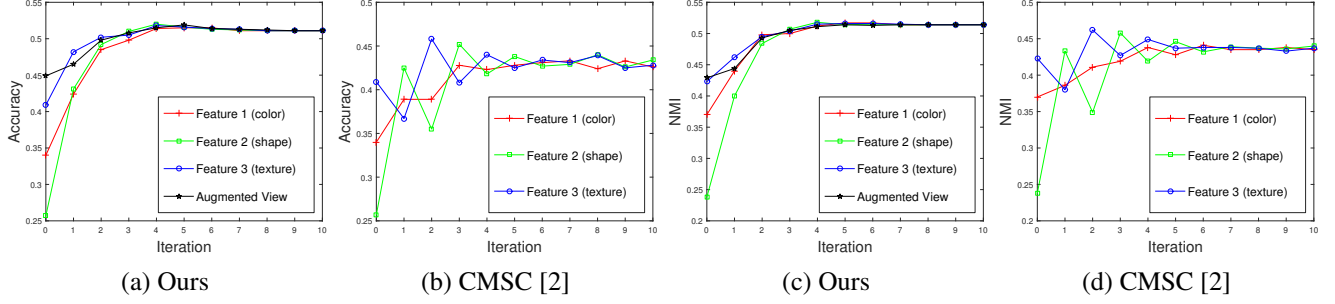 0.55
0.5
0.45
0.4
0.35
0.3
0.25
Accuracy
Feature 1 (color)
Feature 2 (shape)
Feature 3 (texture)
Augmented View
0 1 2 3 4 5 6 7 8 9 10
Iteration
(a) Ours
0.5
0.45
0.4
0.35
0.3
0.25
Accuracy
Feature 1 (color)
Feature 2 (shape)
Feature 3 (texture)
0 1 2 3 4 5 6 7 8 9 10
Iteration
(b) CMSC [2]
0.55
0.5
0.45
0.4
0.35
0.3
0.25
0.2
NMI
Feature 1 (color)
Feature 2 (shape)
Feature 3 (texture)
Augmented View
0 1 2 3 4 5 6 7 8 9 10
Iteration
(c) Ours
0.5
0.45
0.4
0.35
0.3
0.25
0.2
NMI
Feature 1 (color)
Feature 2 (shape)
Feature 3 (texture)
0 1 2 3 4 5 6 7 8 9 10
Iteration
(d) CMSC [2]